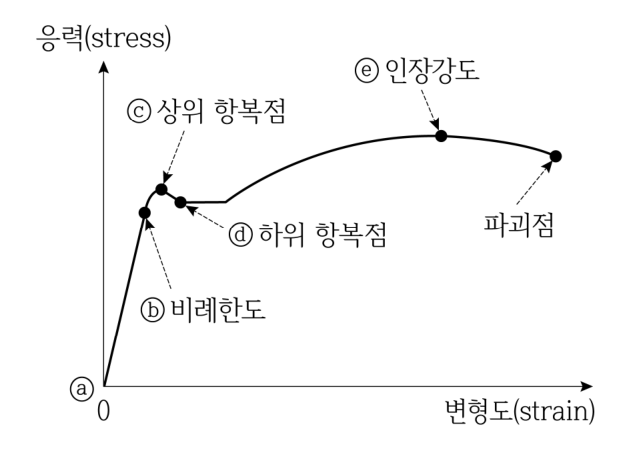 응력(stress)
ⓔ 인장강도
ⓒ 상위 항복점
ⓓ 하위 항복점
파괴점
ⓑ 비례한도
ⓐ
0
변형도(strain)